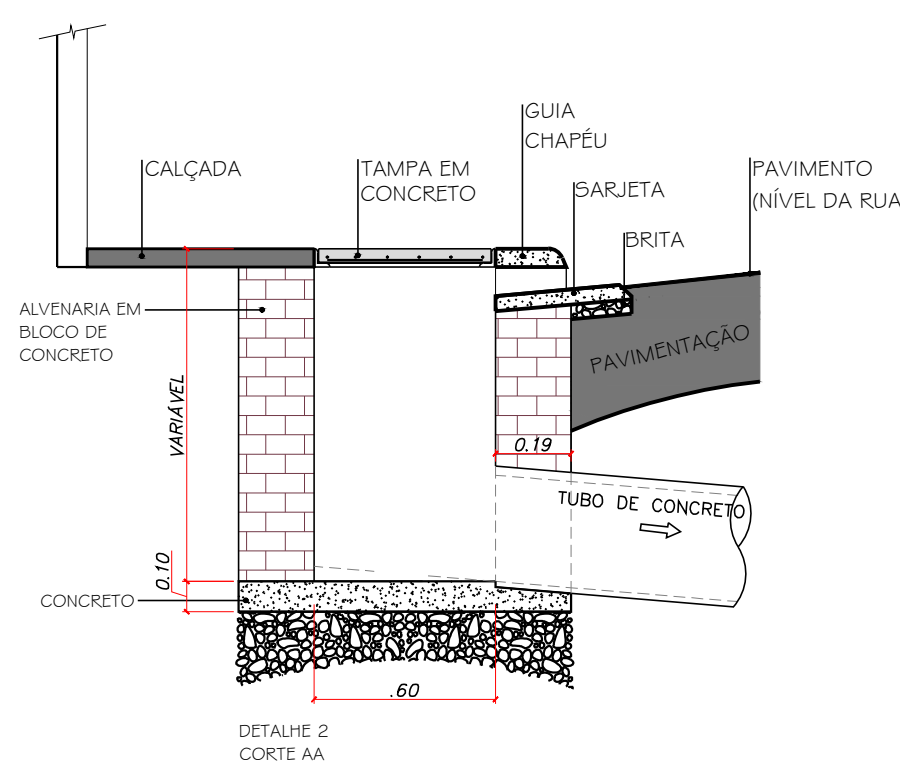 GUIA
CHAPÉU
CALÇADA
TAMPA EM
CONCRETO
PAVIMENTO
(NÍVEL DA RUA
SARJETA
BRITA
ALVENARIA EM
BLOCO DE
CONCRETO
PAVIMENTAÇÃO
VARIÁVEL
0.19
TUBO DE CONCRETO
0.10
CONCRETO
.60
DETALHE 2
CORTE AA